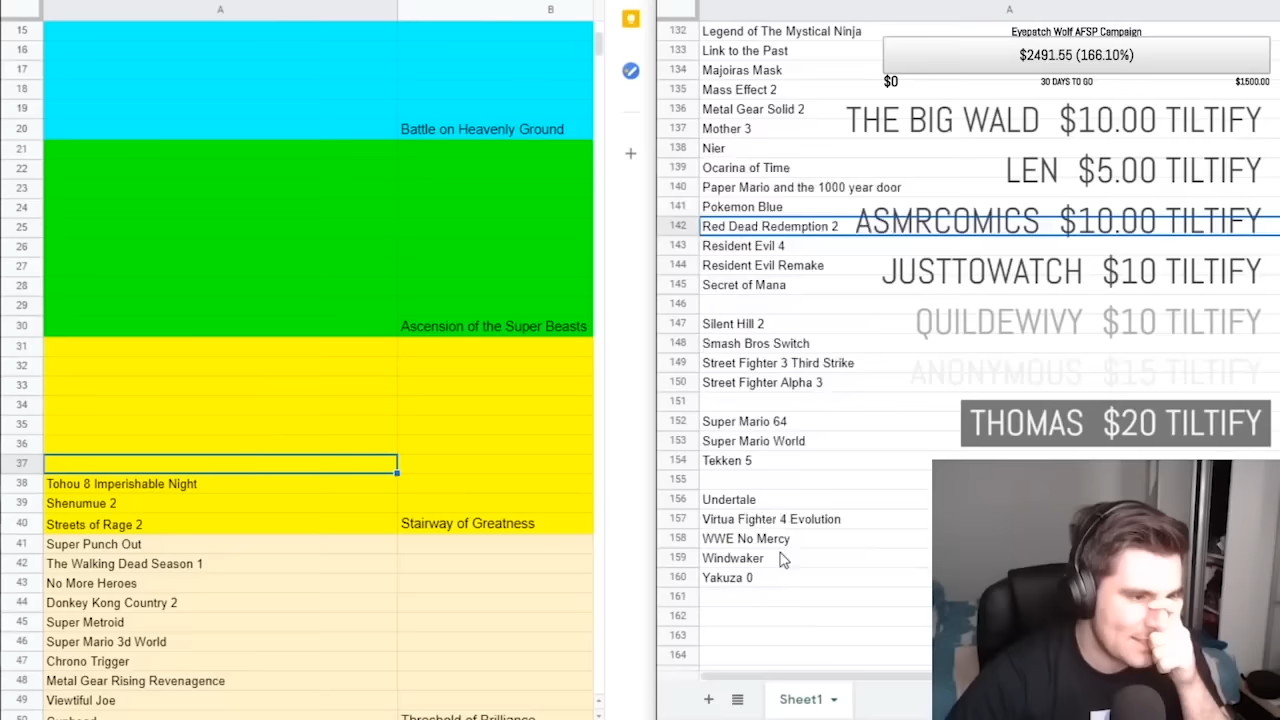 A
B
15
16
17
18
19
20 Battle on Heavenly Ground
21
22
23
24
25
26
27
28
29
30 Ascension of the Super Beasts
31
32
33
34
35
36
37
38 Tohou 8 Imperishable Night
39 Shenumue 2
40 Streets of Rage 2 Stairway of Greatness
41 Super Punch Out
42 The Walking Dead Season 1
43 No More Heroes
44 Donkey Kong Country 2
45 Super Metroid
46 Super Mario 3d World
47 Chrono Trigger
48 Metal Gear Rising Revenagence
49 Viewtiful Joe
A
132 Legend of The Mystical Ninja
133 Link to the Past
134 Majoiras Mask
135 Mass Effect 2
136 Metal Gear Solid 2
137 Mother 3
138 Nier
139 Ocarina of Time
140 Paper Mario and the 1000 year door
141 Pokemon Blue
142 Red Dead Redemption 2
143 Resident Evil 4
144 Resident Evil Remake
145 Secret of Mana
146
147 Silent Hill 2
148 Smash Bros Switch
149 Street Fighter 3 Third Strike
150 Street Fighter Alpha 3
151
152 Super Mario 64
153 Super Mario World
154 Tekken 5
155
156 Undertale
157 Virtua Fighter 4 Evolution
158 WWE No Mercy
159 Windwaker
160 Yakuza 0
161
162
163
164
Sheet1
Eyepatch Wolf AFSP Campaign
$2491.55 (166.10%)
$0 30 DAYS TO GO $1500.00
THE BIG WALD $10.00 TILTIFY
LEN $5.00 TILTIFY
ASMRCOMICS $10.00 TILTIFY
JUSTTOWATCH $10 TILTIFY
QUILDEWIVY $10 TILTIFY
ANONYMOUS $15 TILTIFY
THOMAS $20 TILTIFY